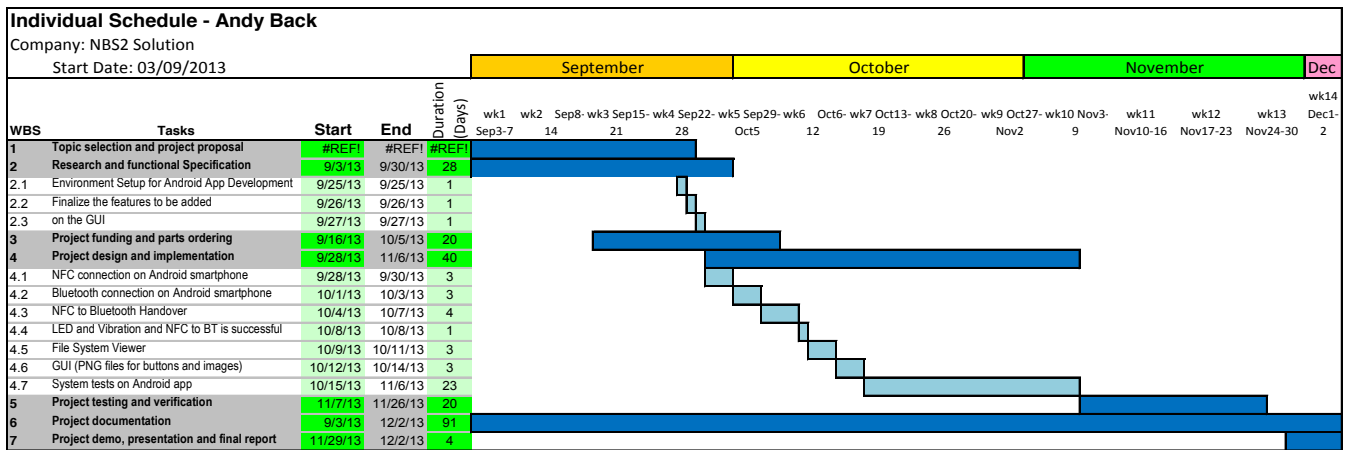 Individual Schedule - Andy Back
Company: NBS2 Solution
Start Date: 03/09/2013
September October November Dec
WBS Tasks Start End Duration (Days)
wk1 wk2 Sep8- wk3 Sep15- wk4 Sep22- wk5 Sep29- wk6 Oct6- wk7 Oct13- wk8 Oct20- wk9 Oct27- wk10 Nov3- wk11 wk12 wk13 wk14 Dec1-
Sep3-7 14 21 28 Oct5 12 19 26 Nov2 9 Nov10-16 Nov17-23 Nov24-30 2
1 Topic selection and project proposal #REF! #REF! #REF!
2 Research and functional Specification 9/3/13 9/30/13 28
2.1 Environment Setup for Android App Development 9/25/13 9/25/13 1
2.2 Finalize the features to be added 9/26/13 9/26/13 1
2.3 on the GUI 9/27/13 9/27/13 1
3 Project funding and parts ordering 9/16/13 10/5/13 20
4 Project design and implementation 9/28/13 11/6/13 40
4.1 NFC connection on Android smartphone 9/28/13 9/30/13 3
4.2 Bluetooth connection on Android smartphone 10/1/13 10/3/13 3
4.3 NFC to Bluetooth Handover 10/4/13 10/7/13 4
4.4 LED and Vibration and NFC to BT is successful 10/8/13 10/8/13 1
4.5 File System Viewer 10/9/13 10/11/13 3
4.6 GUI (PNG files for buttons and images) 10/12/13 10/14/13 3
4.7 System tests on Android app 10/15/13 11/6/13 23
5 Project testing and verification 11/7/13 11/26/13 20
6 Project documentation 9/3/13 12/2/13 91
7 Project demo, presentation and final report 11/29/13 12/2/13 4